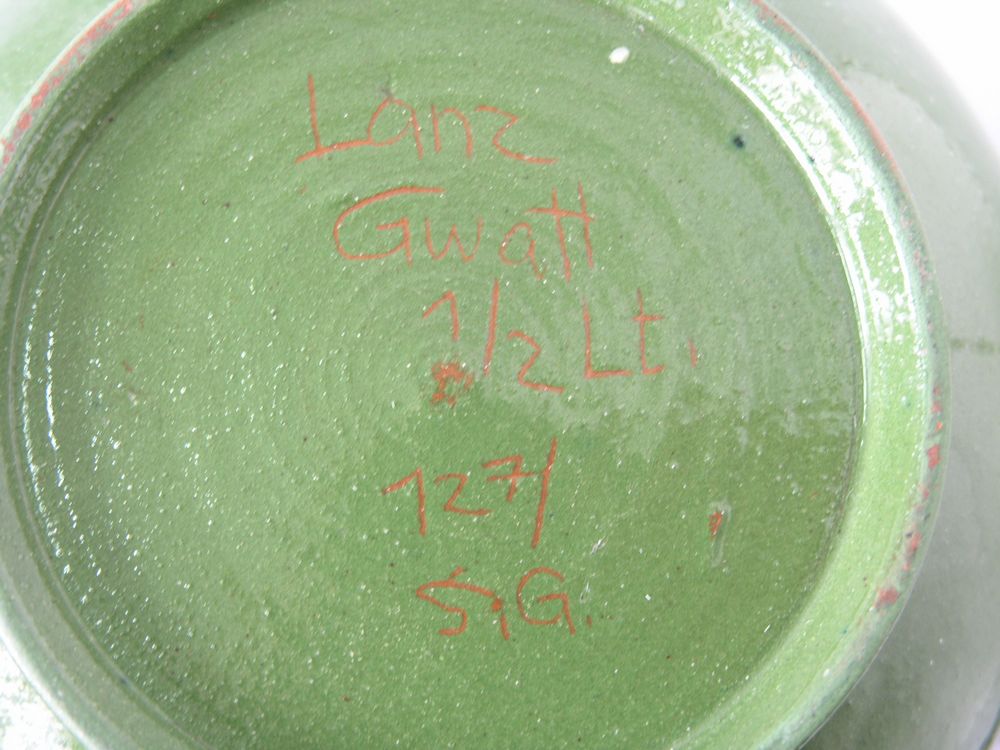 Lanz
Gwatt
1/2 Lt.
127/
S,G.